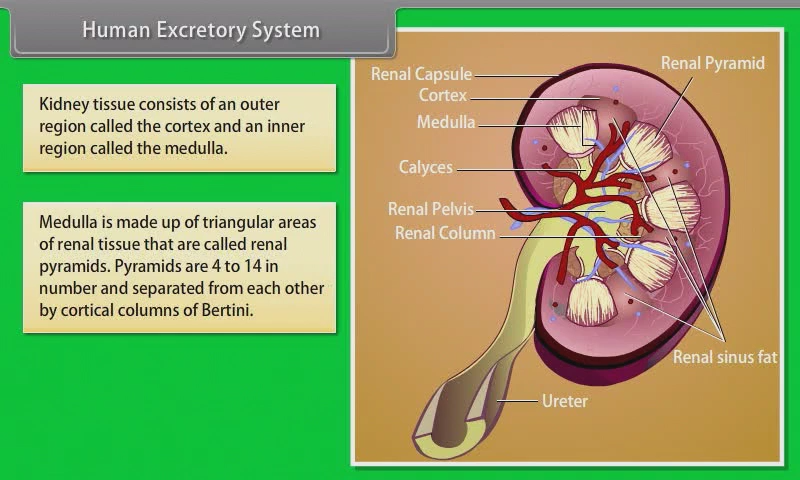 Human Excretory System
Kidney tissue consists of an outer
region called the cortex and an inner
region called the medulla.
Medulla is made up of triangular areas
of renal tissue that are called renal
pyramids. Pyramids are 4 to 14 in
number and separated from each other
by cortical columns of Bertini.
Renal Capsule
Cortex
Medulla
Calyces
Renal Pelvis
Renal Column
Renal Pyramid
Renal sinus fat
Ureter